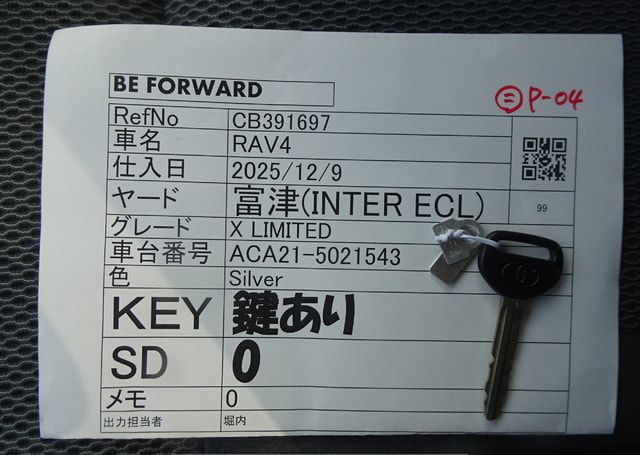 BE FORWARD
㊁ P-04
RefNo CB391697
車名 RAV4
仕入日 2025/12/9
ヤード 富津(INTER ECL)
99
グレード X LIMITED
車台番号 ACA21-5021543
色 Silver
KEY 鍵あり
SD 0
メモ 0
出力担当者 堀内